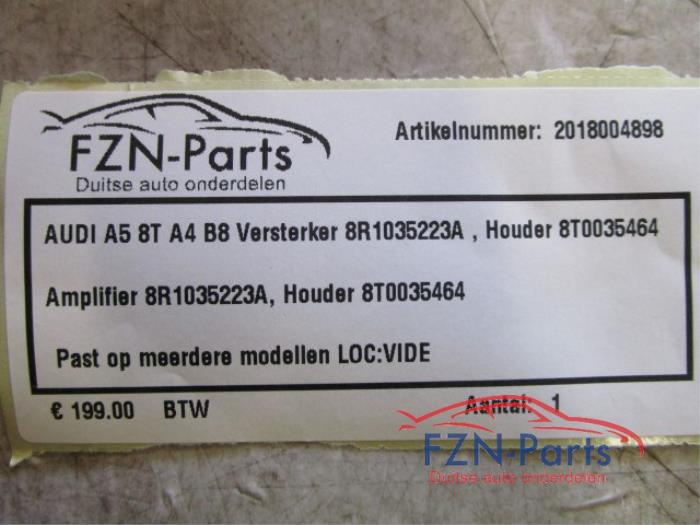 FZN-Parts
Duitse auto onderdelen
Artikelnummer: 2018004898
AUDI A5 8T A4 B8 Versterker 8R1035223A , Houder 8T0035464
Amplifier 8R1035223A, Houder 8T0035464
Past op meerdere modellen LOC:VIDE
€ 199.00 BTW
Aantal: 1
FZN-Parts
Duitse auto onderdelen